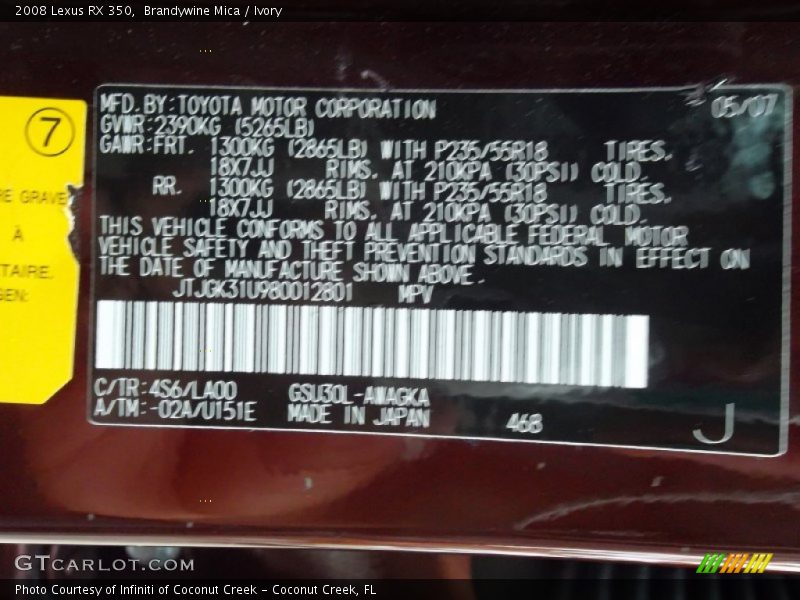 2008 Lexus RX 350, Brandywine Mica / Ivory
7
RE GRAVE
À
TAIRE.
GEN:
MFD. BY: TOYOTA MOTOR CORPORATION 05/07
GVWR: 2390KG (5265LB)
GAWR: FRT. 1300KG (2865LB) WITH P235/55R18 TIRES.
18X7JJ RIMS. AT 210KPA (30PSI) COLD.
RR. 1300KG (2865LB) WITH P235/55R18 TIRES.
18X7JJ RIMS. AT 210KPA (30PSI) COLD.
THIS VEHICLE CONFORMS TO ALL APPLICABLE FEDERAL MOTOR
VEHICLE SAFETY AND THEFT PREVENTION STANDARDS IN EFFECT ON
THE DATE OF MANUFACTURE SHOWN ABOVE.
JTJGK31U980012801 MPV
C/TR: 4S6/LA00 GSU30L-AWAGKA
A/TM: -02A/U151E MADE IN JAPAN 468 J
GTCARLOT.COM
Photo Courtesy of Infiniti of Coconut Creek – Coconut Creek, FL